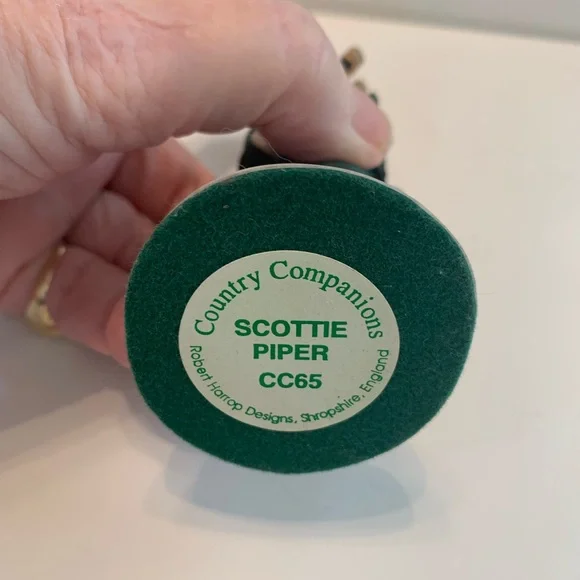 Country Companions
SCOTTIE
PIPER
CC65
Robert Harrop Designs, Shropshire, England